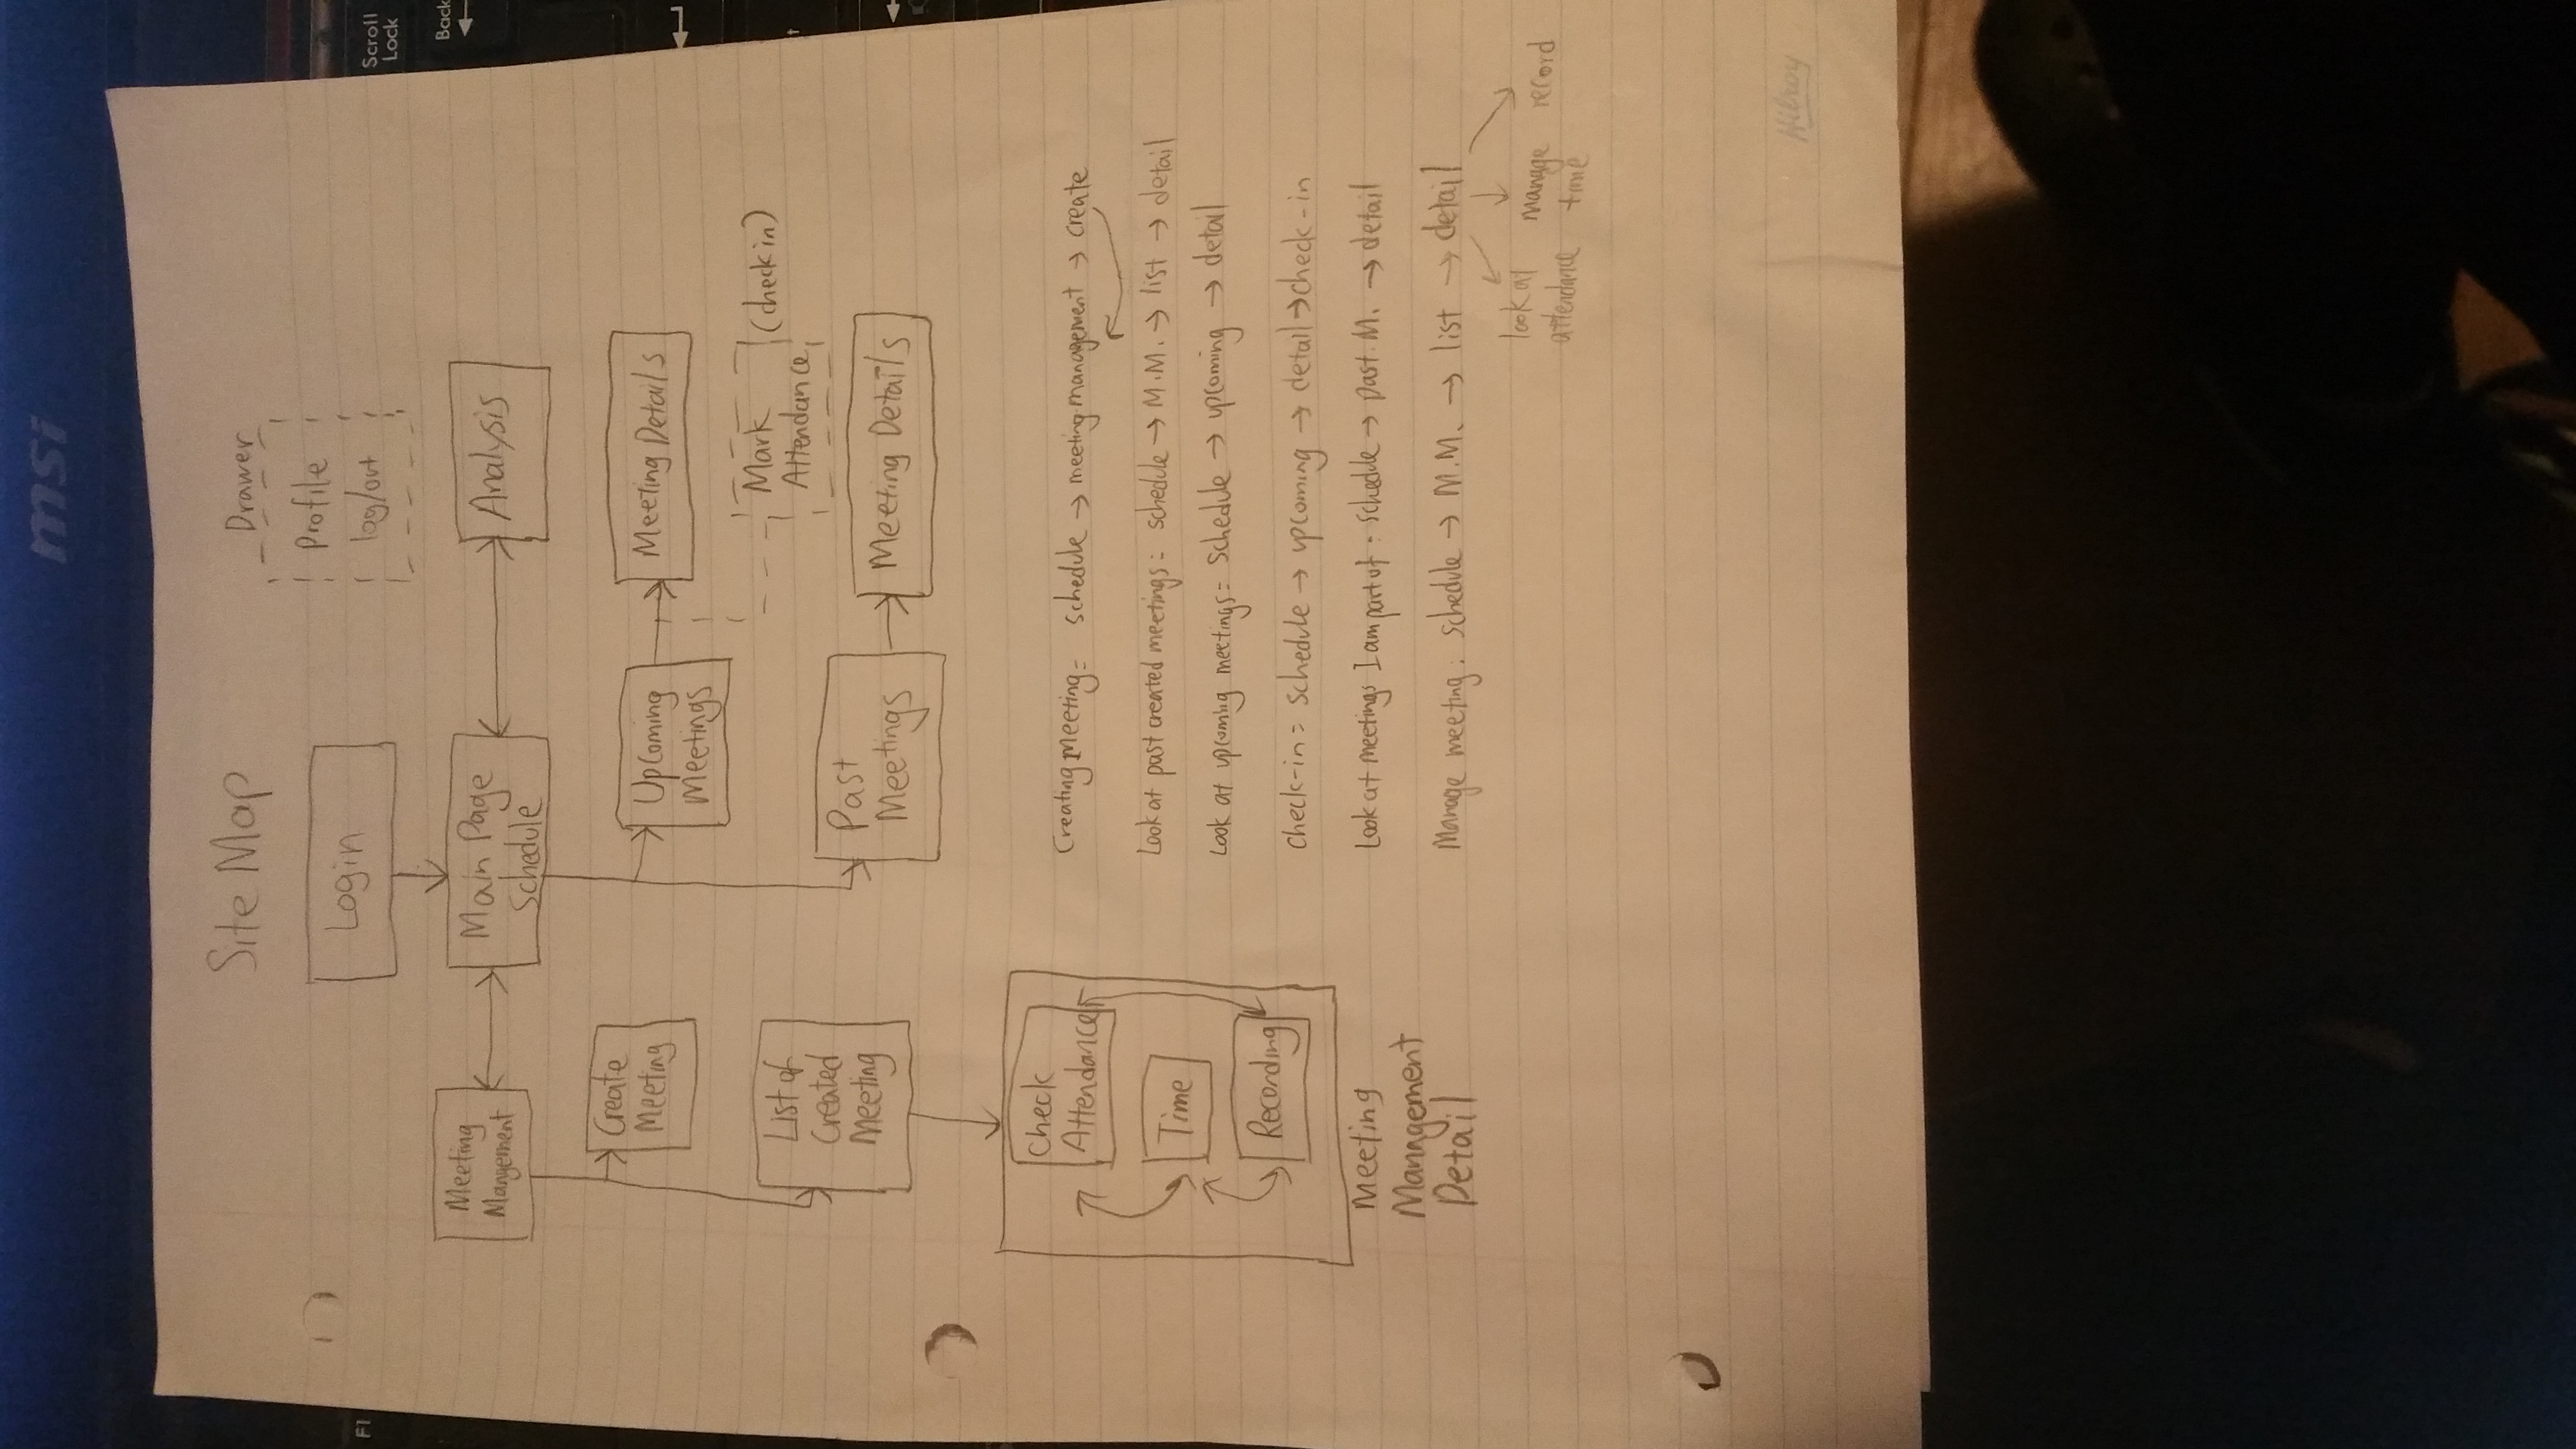 msi
Site Map
Drawer
Profile
log/out
Login
F1
Scroll
Lock
Back
Meeting
Mangement
Main Page
Schedule
Analysis
Create
Meeting
Upcoming
Meetings
Meeting Details
Mark
Attendance
(check in)
List of
Created
Meeting
Past
Meetings
Meeting Details
Check
Attendance
Time
Recording
Meeting
Management
Detail
Creating meeting = schedule → meeting management → create
Look at past created meetings = schedule → M.M. → list → detail
Look at upcoming meetings = schedule → upcoming → detail
check-in = schedule → upcoming → detail → check-in
Look at meetings I am part of = schedule → past. M. → detail
Manage meeting: schedule → M.M. → list → detail
look at
attendance
manage
time
record
Hilroy